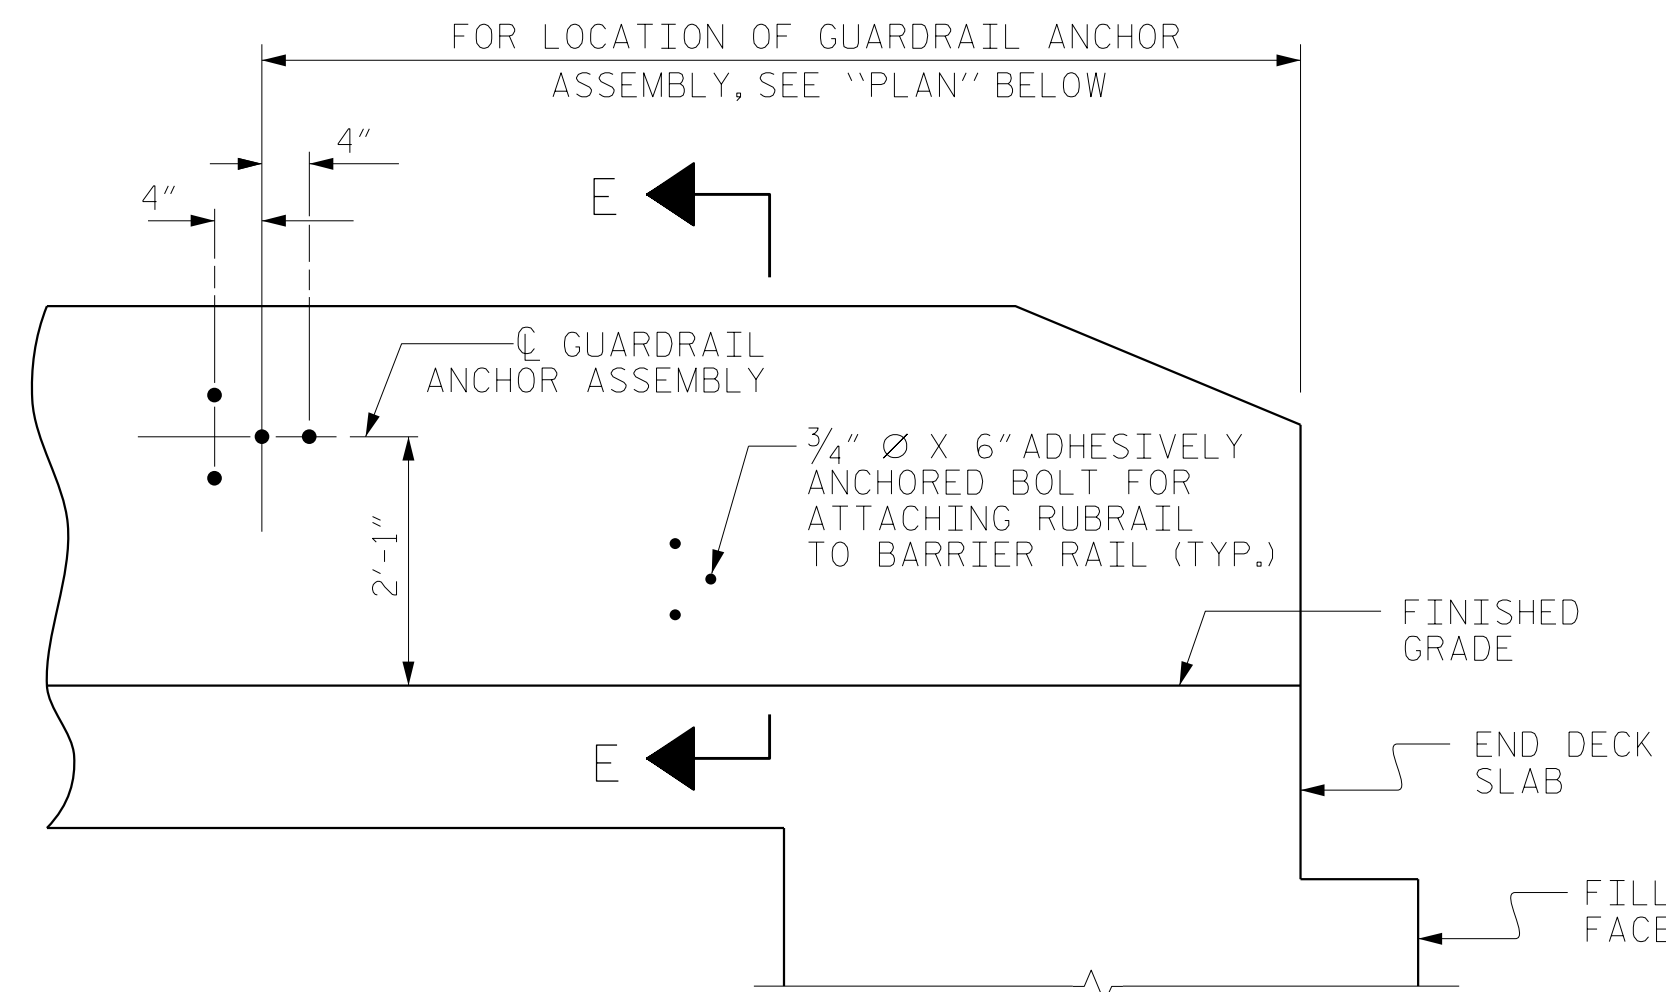 FOR LOCATION OF GUARDRAIL ANCHOR
ASSEMBLY, SEE ‶PLAN″ BELOW
4″
4″
E
℄ GUARDRAIL
ANCHOR ASSEMBLY
3/4″ Ø X 6″ ADHESIVELY
ANCHORED BOLT FOR
ATTACHING RUBRAIL
TO BARRIER RAIL (TYP.)
2′-1″
FINISHED
GRADE
E
END DECK
SLAB
FILL
FACE